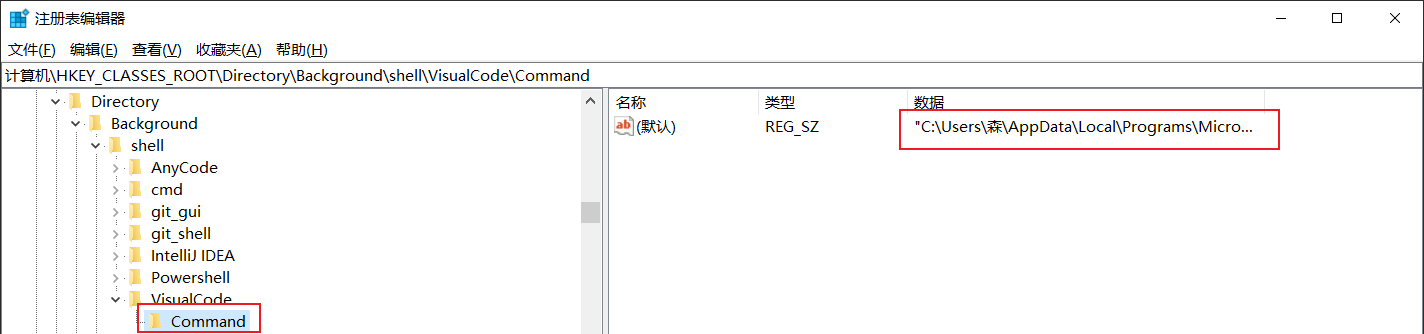 注册表编辑器
文件(F) 编辑(E) 查看(V) 收藏夹(A) 帮助(H)
计算机\HKEY_CLASSES_ROOT\Directory\Background\shell\VisualCode\Command
Directory
Background
shell
AnyCode
cmd
git_gui
git_shell
IntelliJ IDEA
Powershell
VisualCode
Command
名称 类型 数据
ab (默认) REG_SZ "C:\Users\森\AppData\Local\Programs\Micro...